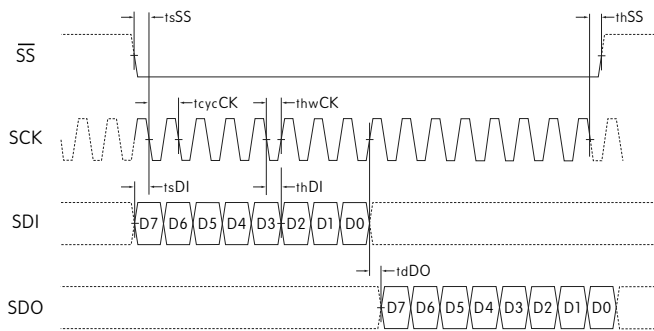 tsSS
thSS
SS
tcycCK
thwCK
SCK
tsDI
thDI
SDI
D7 D6 D5 D4 D3 D2 D1 D0
tdDO
SDO
D7 D6 D5 D4 D3 D2 D1 D0